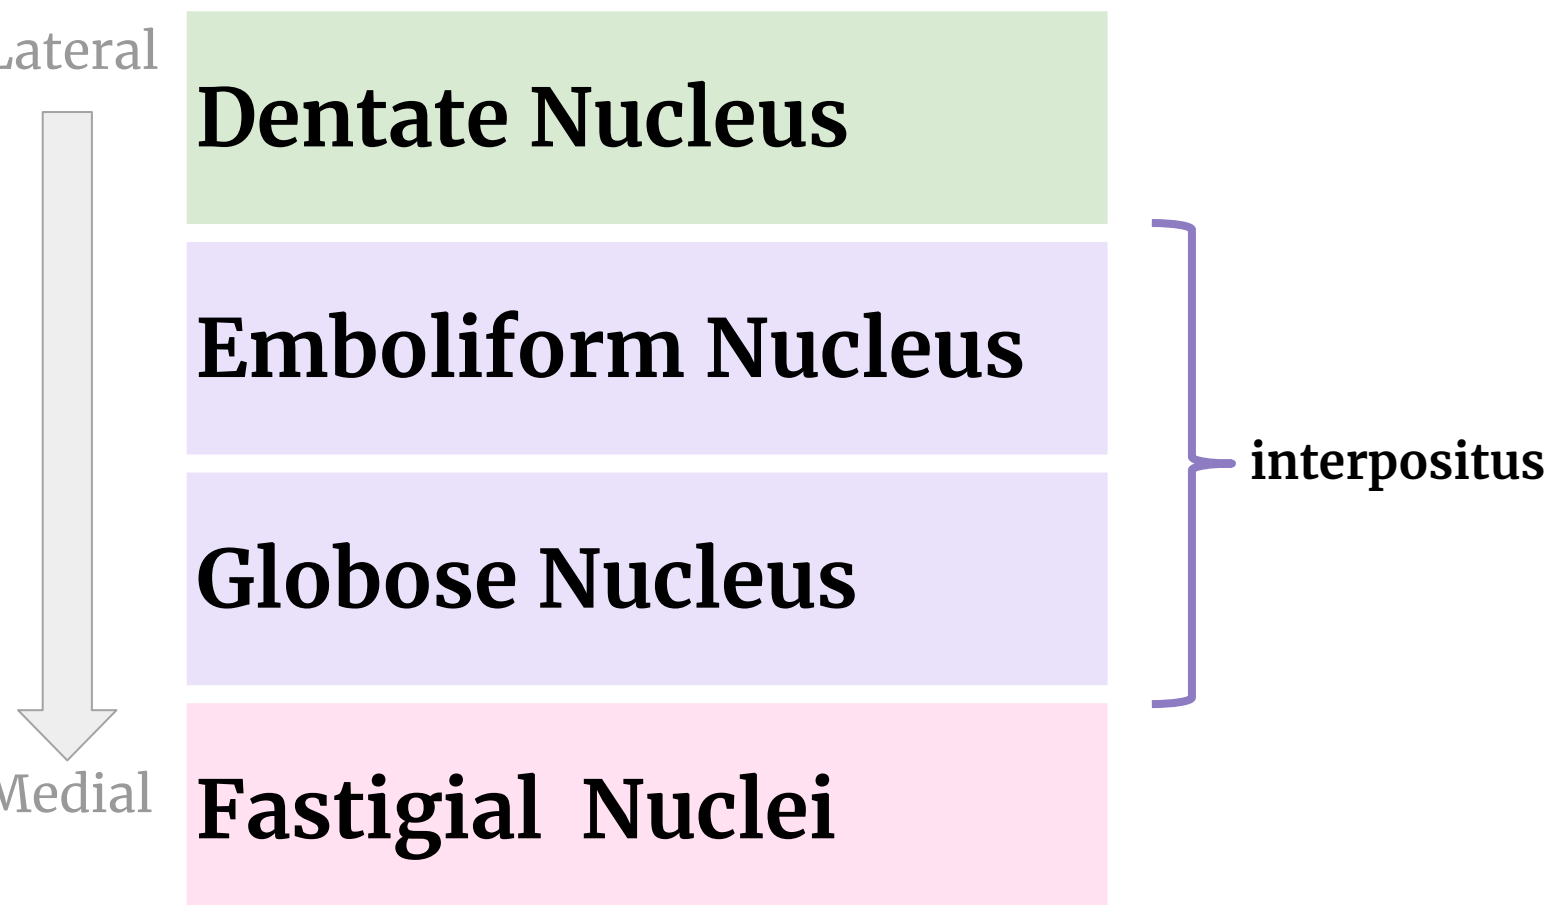 Lateral
Dentate Nucleus
Emboliform Nucleus
interpositus
Globose Nucleus
Medial
Fastigial  Nuclei